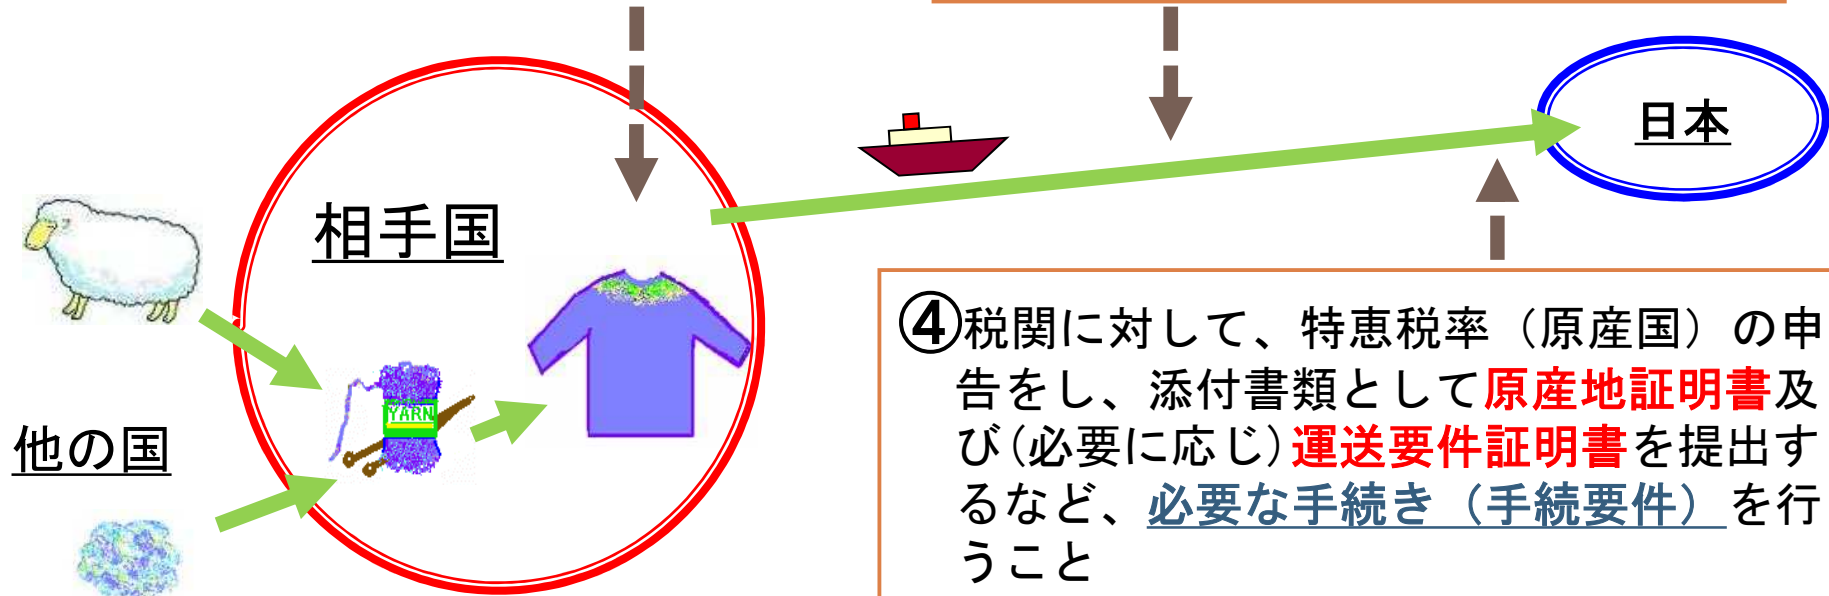 日本
相手国
YARN
他の国
④税関に対して、特恵税率（原産国）の申
告をし、添付書類として原産地証明書及
び(必要に応じ)運送要件証明書を提出す
るなど、必要な手続き（手続要件）を行
うこと